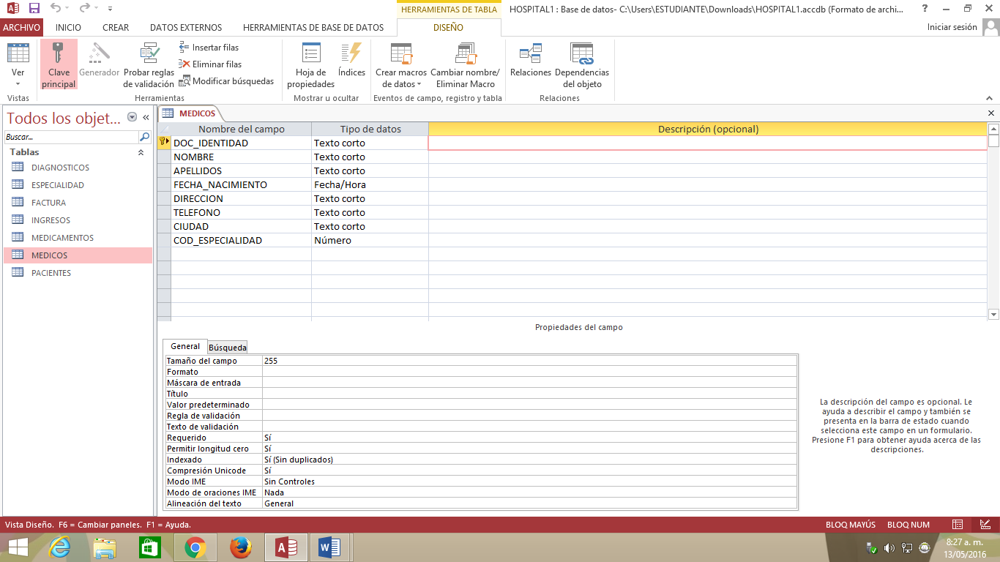 HERRAMIENTAS DE TABLA
HOSPITAL1 : Base de datos- C:\Users\ESTUDIANTE\Downloads\HOSPITAL1.accdb (Formato de archi...
ARCHIVO INICIO CREAR DATOS EXTERNOS HERRAMIENTAS DE BASE DE DATOS DISEÑO Iniciar sesión
Ver
Vistas
Clave principal
Generador
Probar reglas de validación
Insertar filas
Eliminar filas
Modificar búsquedas
Herramientas
Hoja de propiedades
Índices
Mostrar u ocultar
Crear macros de datos
Cambiar nombre/ Eliminar Macro
Eventos de campo, registro y tabla
Relaciones
Dependencias del objeto
Relaciones
Todos los objet...
Buscar...
Tablas
DIAGNOSTICOS
ESPECIALIDAD
FACTURA
INGRESOS
MEDICAMENTOS
MEDICOS
PACIENTES
MEDICOS
Nombre del campo Tipo de datos Descripción (opcional)
DOC_IDENTIDAD Texto corto
NOMBRE Texto corto
APELLIDOS Texto corto
FECHA_NACIMIENTO Fecha/Hora
DIRECCION Texto corto
TELEFONO Texto corto
CIUDAD Texto corto
COD_ESPECIALIDAD Número
Propiedades del campo
General Búsqueda
Tamaño del campo 255
Formato
Máscara de entrada
Título
Valor predeterminado
Regla de validación
Texto de validación
Requerido Sí
Permitir longitud cero Sí
Indexado Sí (Sin duplicados)
Compresión Unicode Sí
Modo IME Sin Controles
Modo de oraciones IME Nada
Alineación del texto General
La descripción del campo es opcional. Le
ayuda a describir el campo y también se
presenta en la barra de estado cuando
selecciona este campo en un formulario.
Presione F1 para obtener ayuda acerca de las
descripciones.
Vista Diseño. F6 = Cambiar paneles. F1 = Ayuda. BLOQ MAYÚS BLOQ NUM
8:27 a. m.
13/05/2016